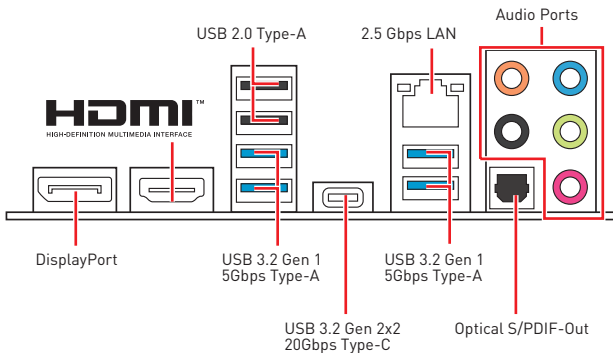 Audio Ports
USB 2.0 Type-A
2.5 Gbps LAN
HDMI™
HIGH-DEFINITION MULTIMEDIA INTERFACE
DisplayPort
USB 3.2 Gen 1
5Gbps Type-A
USB 3.2 Gen 1
5Gbps Type-A
USB 3.2 Gen 2x2
20Gbps Type-C
Optical S/PDIF-Out